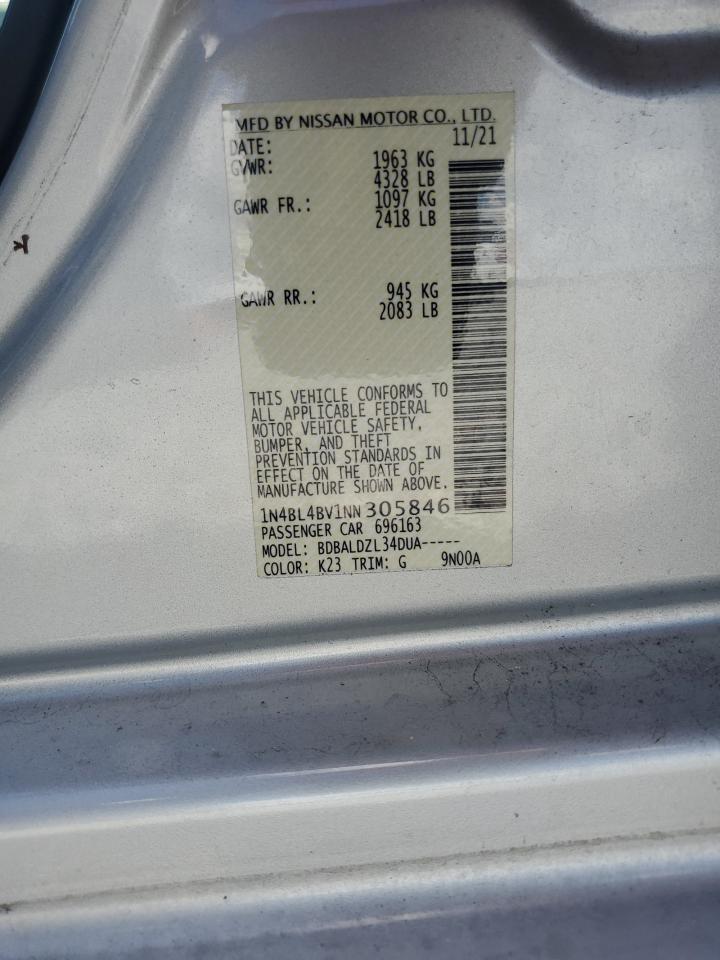 MFD BY NISSAN MOTOR CO., LTD.
DATE: 11/21
GVWR: 1963 KG
4328 LB
GAWR FR.: 1097 KG
2418 LB
GAWR RR.: 945 KG
2083 LB
THIS VEHICLE CONFORMS TO
ALL APPLICABLE FEDERAL
MOTOR VEHICLE SAFETY,
BUMPER, AND THEFT
PREVENTION STANDARDS IN
EFFECT ON THE DATE OF
MANUFACTURE SHOWN ABOVE.
1N4BL4BV1NN305846
PASSENGER CAR 696163
MODEL: BDBALDZL34DUA-----
COLOR: K23 TRIM: G 9N00A